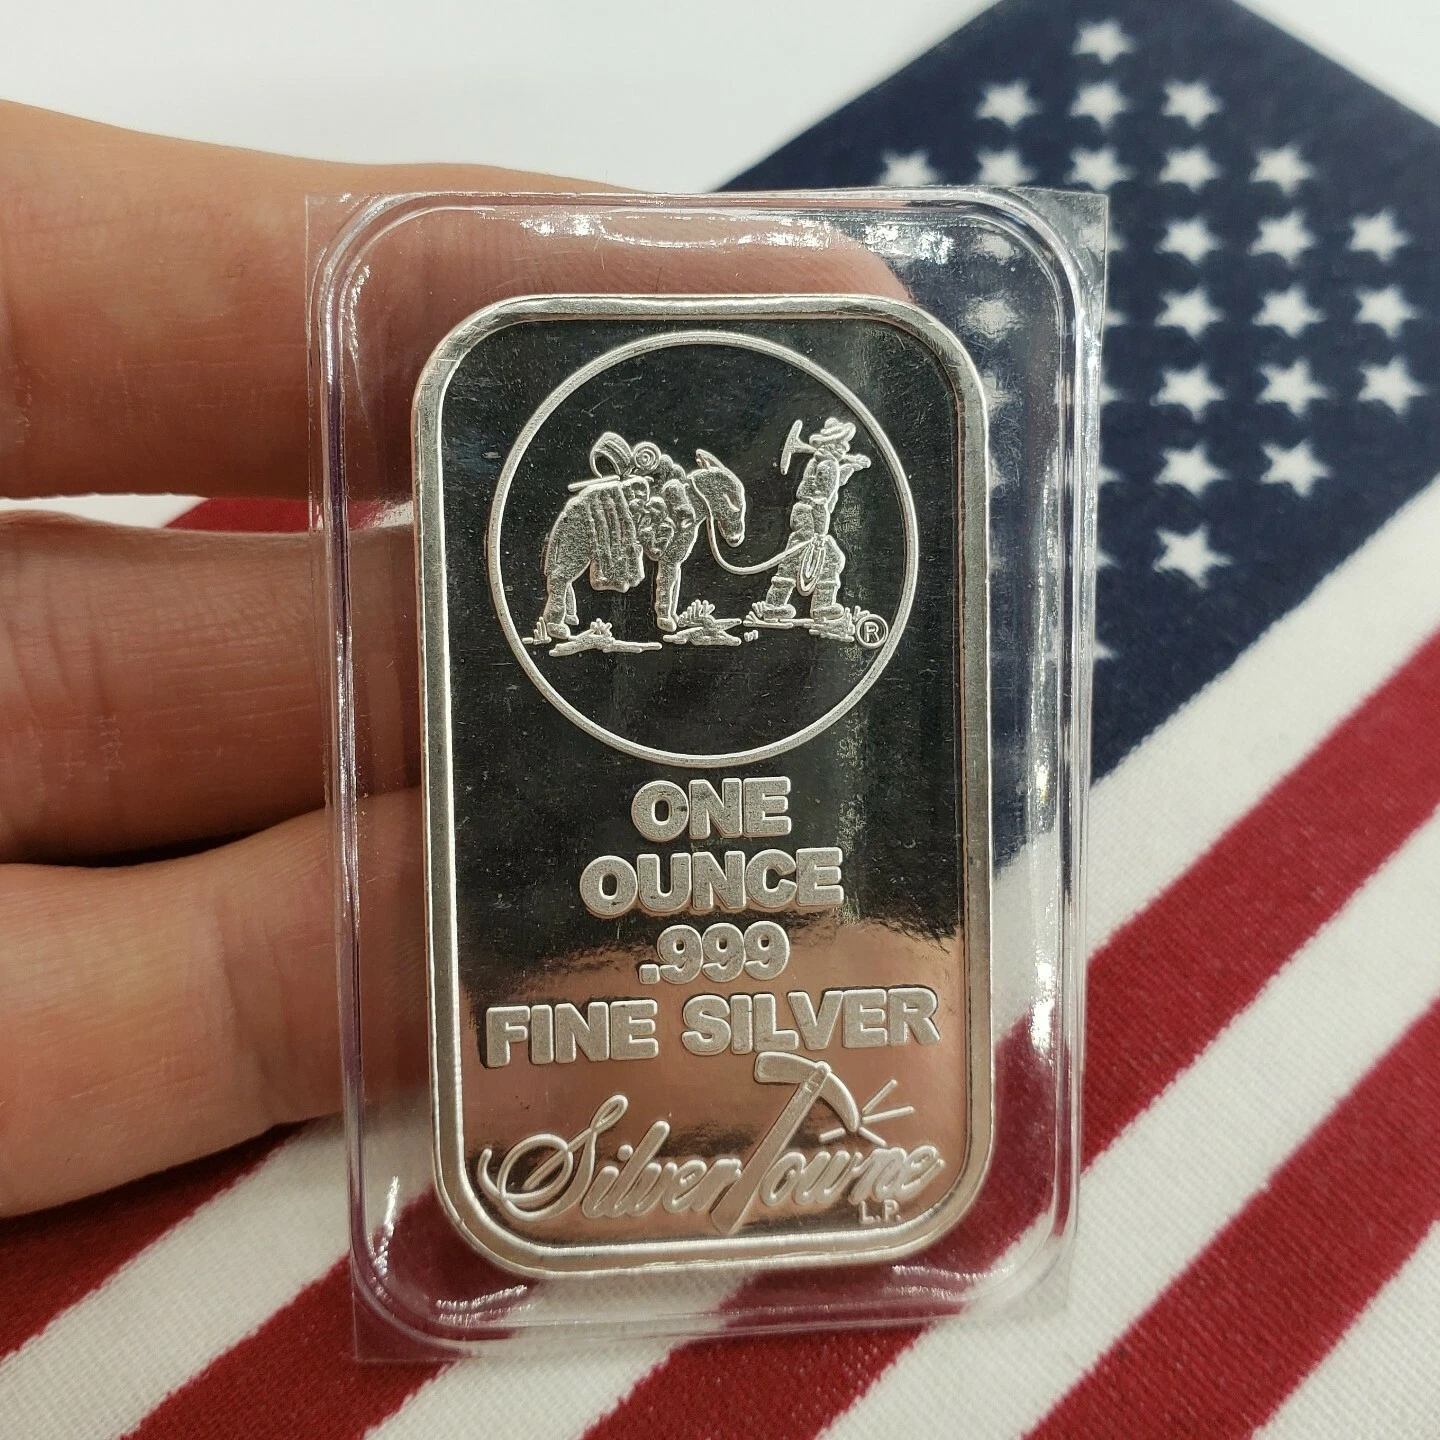 ®
ONE
OUNCE
.999
FINE SILVER
SilverTowne
L.P.